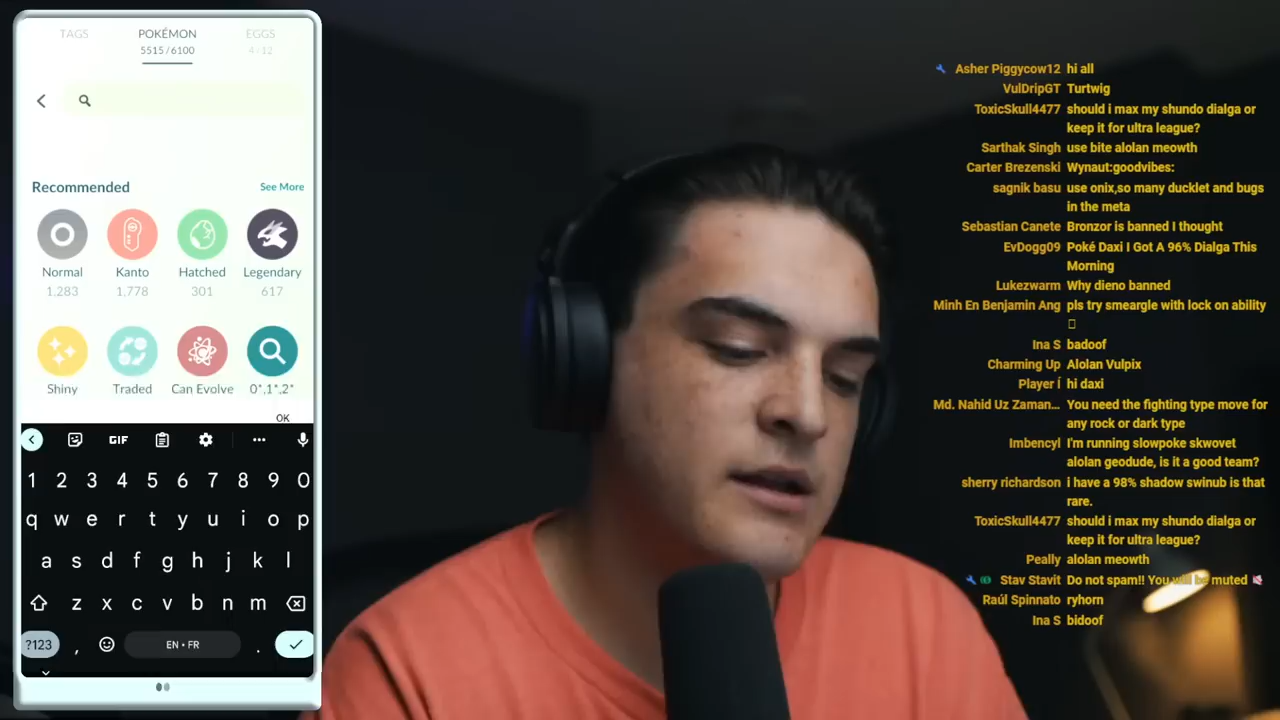 TAGS POKÉMON EGGS
5515 / 6100 4 / 12
Recommended See More
Normal Kanto Hatched Legendary
1,283 1,778 301 617
Shiny Traded Can Evolve 0*,1*,2*
OK
GIF
1 2 3 4 5 6 7 8 9 0
q w e r t y u i o p
a s d f g h j k l
z x c v b n m
?123 , EN • FR .
Asher Piggycow12 hi all
VulDripGT Turtwig
ToxicSkull4477 should i max my shundo dialga or
keep it for ultra league?
Sarthak Singh use bite alolan meowth
Carter Brezenski Wynaut:goodvibes:
sagnik basu use onix,so many ducklet and bugs
in the meta
Sebastian Canete Bronzor is banned I thought
EvDogg09 Poké Daxi I Got A 96% Dialga This
Morning
Lukezwarm Why dieno banned
Minh En Benjamin Ang pls try smeargle with lock on ability
Ina S badoof
Charming Up Alolan Vulpix
Player Í hi daxi
Md. Nahid Uz Zaman... You need the fighting type move for
any rock or dark type
Imbencyl I'm running slowpoke skwovet
alolan geodude, is it a good team?
sherry richardson i have a 98% shadow swinub is that
rare.
ToxicSkull4477 should i max my shundo dialga or
keep it for ultra league?
Peally alolan meowth
Stav Stavit Do not spam!! You will be muted
Raúl Spinnato ryhorn
Ina S bidoof